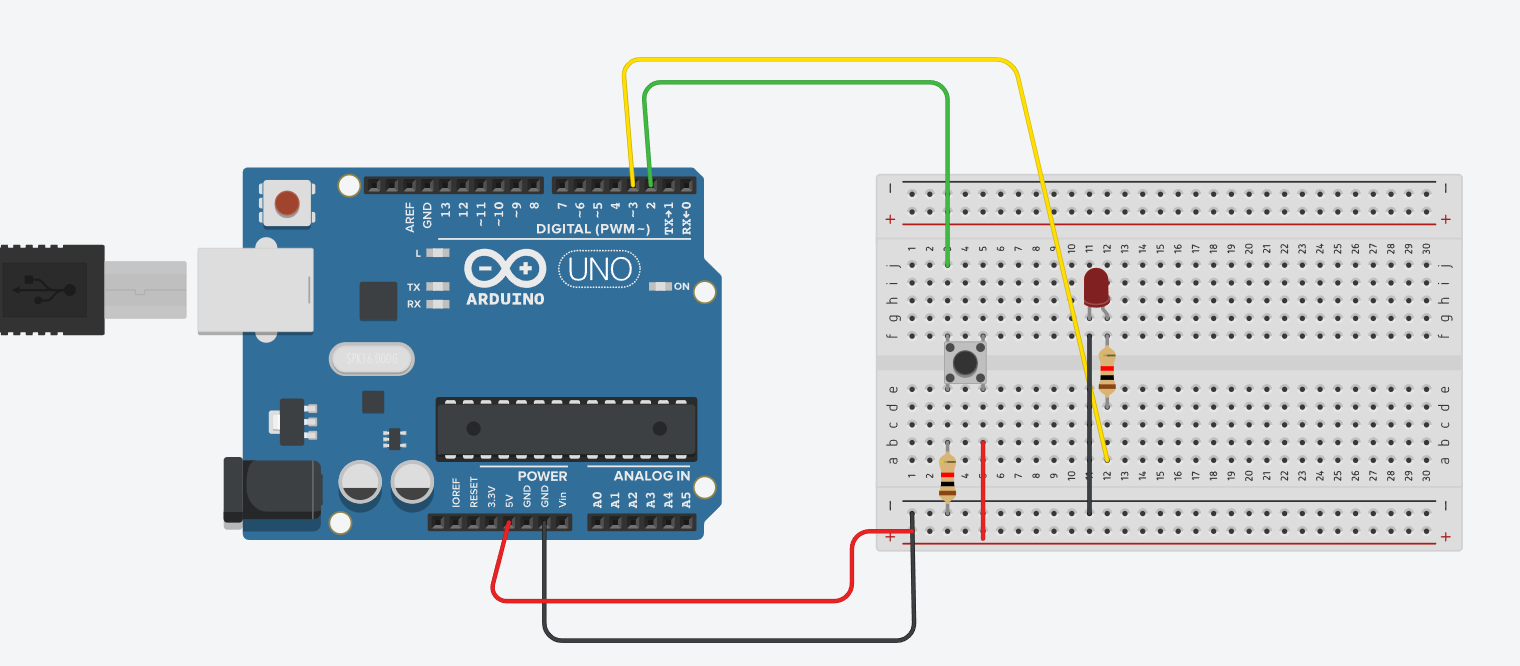 AREF GND 13 12 ~11 ~10 ~9 8 7 ~6 ~5 4 ~3 2 TX→1 RX←0
DIGITAL (PWM~)
L
TX
RX
UNO
ARDUINO
ON
SPK16.000G
POWER
ANALOG IN
IOREF RESET 3.3V 5V GND GND Vin A0 A1 A2 A3 A4 A5
− −
+ +
1 2 3 4 5 6 7 8 9 10 11 12 13 14 15 16 17 18 19 20 21 22 23 24 25 26 27 28 29 30
j j
i i
h h
g g
f f
e e
d d
c c
b b
a a
1 2 3 4 5 6 7 8 9 10 11 12 13 14 15 16 17 18 19 20 21 22 23 24 25 26 27 28 29 30
− −
+ +